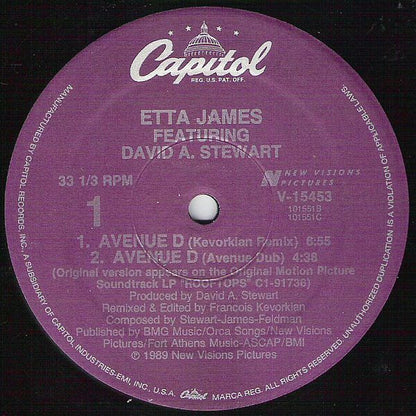 Capitol
REG. U.S. PAT. OFF.
ETTA JAMES
FEATURING
DAVID A. STEWART
33 1/3 RPM
NEW VISIONS
PICTURES
V-15453
101551B
101551C
1
1. AVENUE D (Kevorkian Remix) 6:55
2. AVENUE D (Avenue Dub) 4:38
(Original version appears on the Original Motion Picture
Soundtrack LP "ROOFTOPS" C1-91736)
Produced by David A. Stewart
Remixed & Edited by Francois Kevorkian
Composed by Stewart-James-Feldman
Published by BMG Music/Orca Songs/New Visions
Pictures/Fort Athens Music-ASCAP/BMI
℗ 1989 New Visions Pictures
MANUFACTURED BY CAPITOL RECORDS, INC., A SUBSIDIARY OF CAPITOL INDUSTRIES-EMI, INC., U.S.A.
Capitol
MARCA REG. ALL RIGHTS RESERVED. UNAUTHORIZED DUPLICATION IS A VIOLATION OF APPLICABLE LAWS.